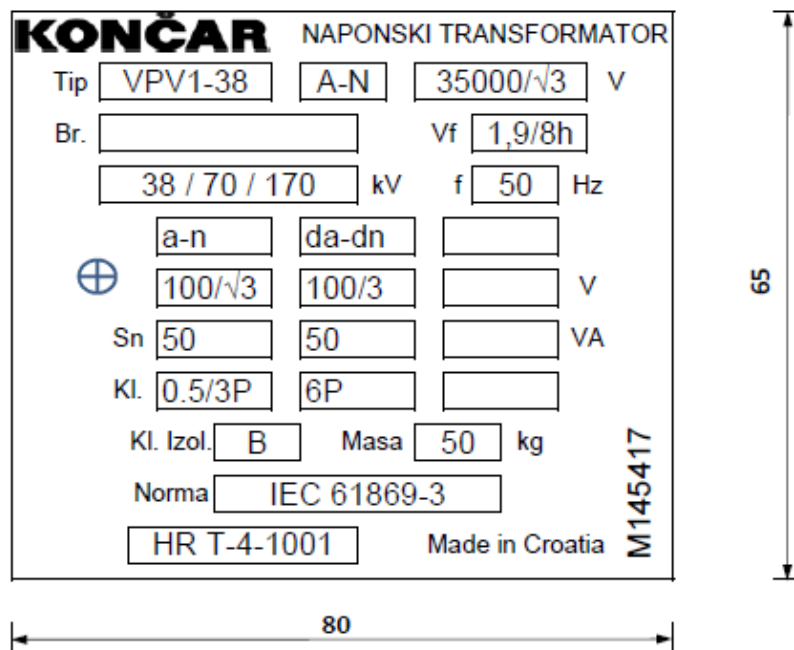 KONČAR NAPONSKI TRANSFORMATOR
Tip VPV1-38 A-N 35000/√3 V
Br. Vf 1,9/8h
38 / 70 / 170 kV f 50 Hz
a-n da-dn
100/√3 100/3 V
Sn 50 50 VA
Kl. 0.5/3P 6P
Kl. Izol. B Masa 50 kg
Norma IEC 61869-3
HR T-4-1001 Made in Croatia
M145417
65
80